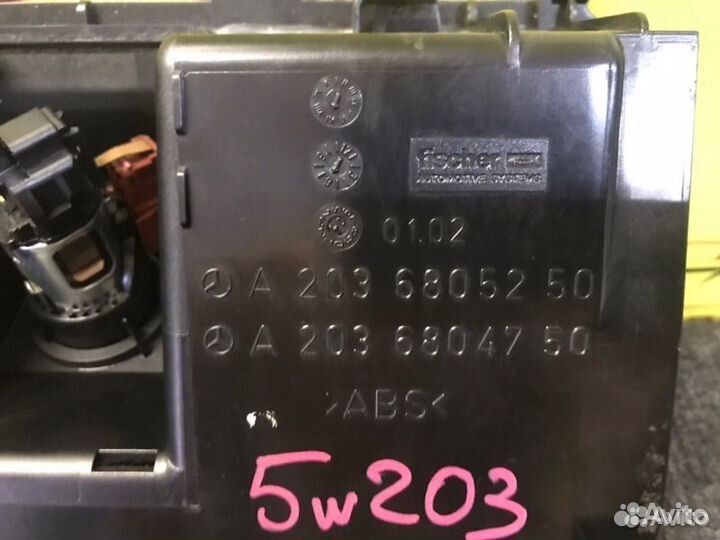 fischer
AUTOMOTIVE SYSTEMS
01.02
A 203 68052 50
A 203 68047 50
>ABS<
5w203
Avito